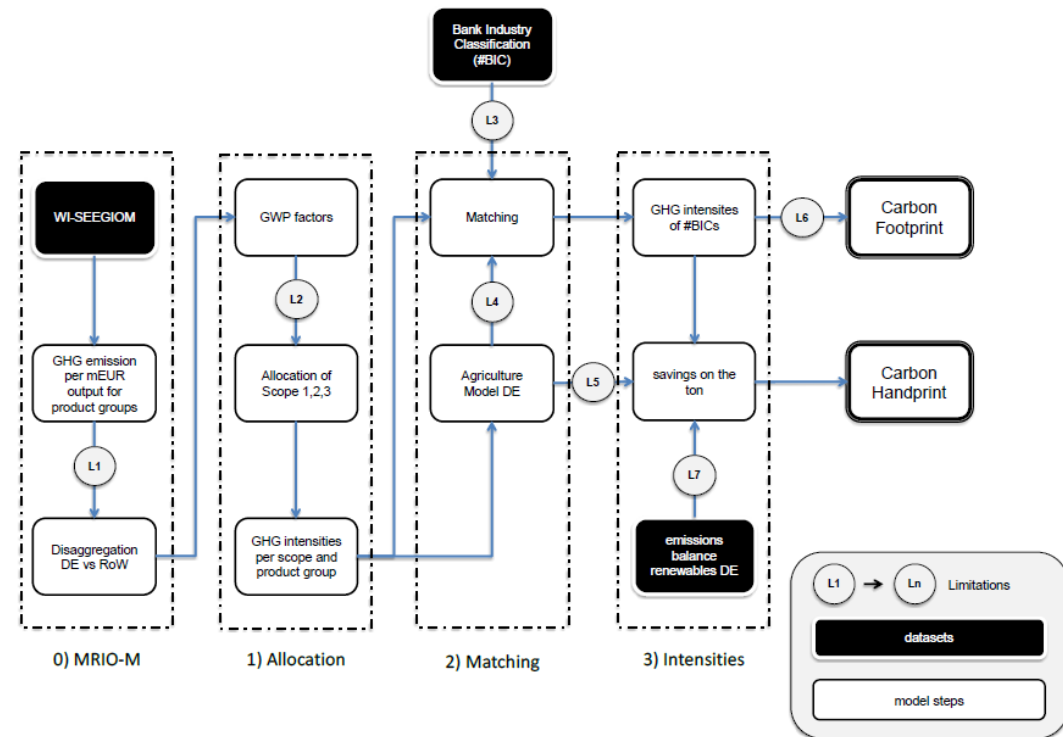 Bank Industry
Classification
(#BIC)
L3
WI-SEEGIOM
GWP factors
Matching
GHG intensites
of #BICs
L6
Carbon
Footprint
L2
L4
GHG emission
per mEUR
output for
product groups
Allocation of
Scope 1,2,3
Agriculture
Model DE
L5
savings on the
ton
Carbon
Handprint
L1
L7
Disaggregation
DE vs RoW
GHG intensities
per scope and
product group
emissions
balance
renewables DE
0) MRIO-M
1) Allocation
2) Matching
3) Intensities
L1
Ln
Limitations
datasets
model steps